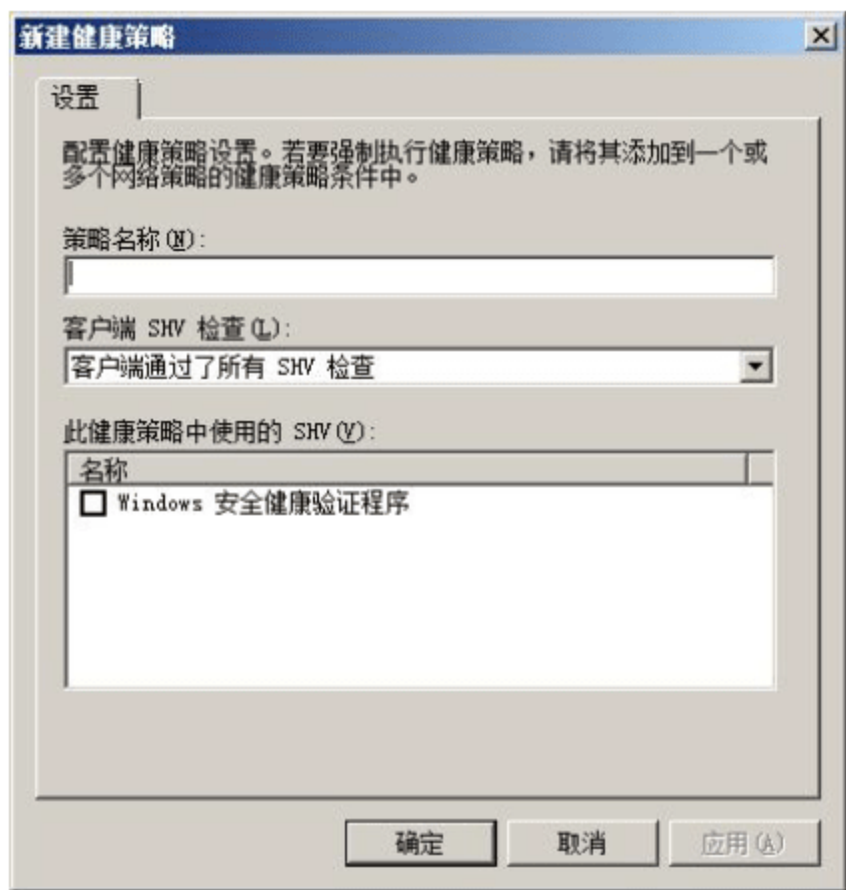 新建健康策略
设置
配置健康策略设置。若要强制执行健康策略，请将其添加到一个或
多个网络策略的健康策略条件中。
策略名称(N):
客户端 SHV 检查(L):
客户端通过了所有 SHV 检查
此健康策略中使用的 SHV(V):
名称
Windows 安全健康验证程序
确定 取消 应用(A)